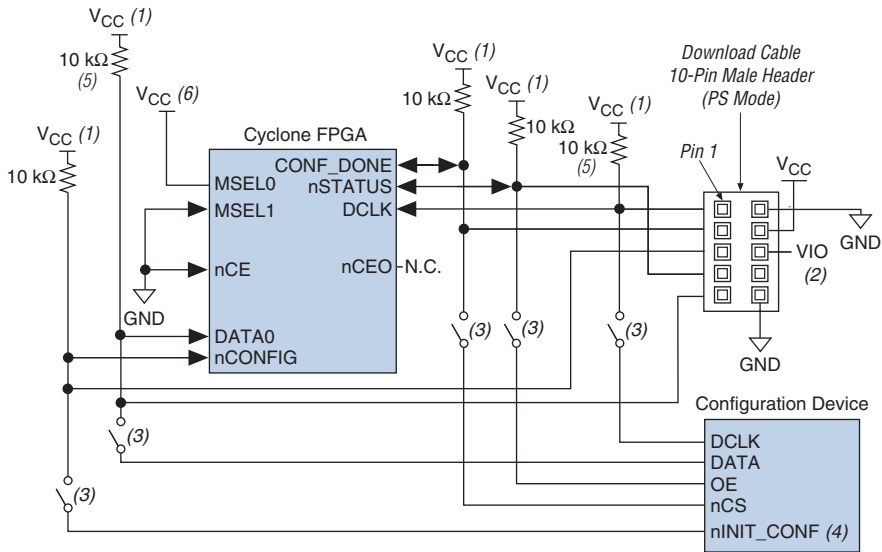 VCC (1)
10 kΩ
(5)
VCC (6)
VCC (1)
10 kΩ
VCC (1)
10 kΩ
VCC (1)
10 kΩ
VCC (1)
10 kΩ
(5)
Download Cable
10-Pin Male Header
(PS Mode)
Pin 1
VCC
GND
VIO
(2)
GND
Cyclone FPGA
MSEL0
MSEL1
nCE
DATA0
nCONFIG
CONF_DONE
nSTATUS
DCLK
nCEO
N.C.
GND
(3)
(3)
(3)
(3)
(3)
Configuration Device
DCLK
DATA
OE
nCS
nINIT_CONF (4)